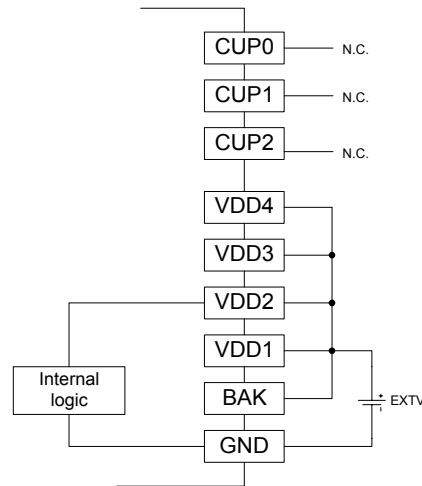 CUP0
N.C.
CUP1
N.C.
CUP2
N.C.
VDD4
VDD3
VDD2
VDD1
Internal
logic
BAK
+
EXTV
-
GND